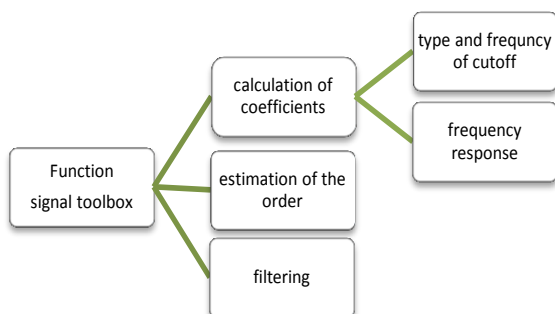 Function
signal toolbox
calculation of
coefficients
type and frequncy
of cutoff
frequency
response
estimation of the
order
filtering